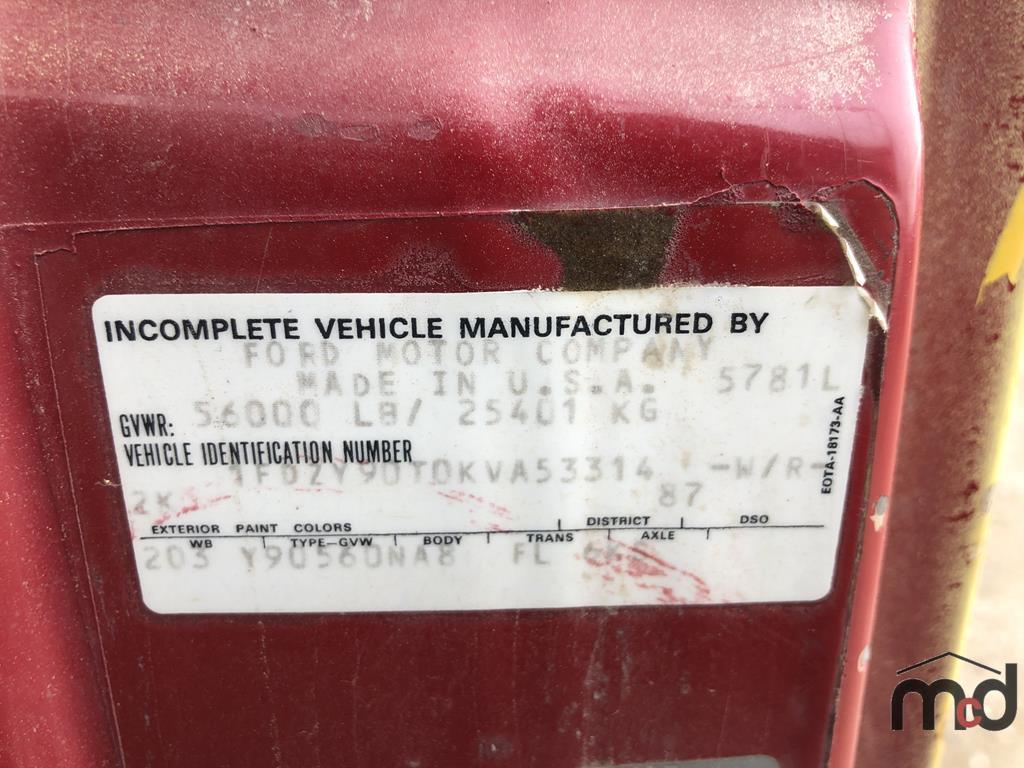 INCOMPLETE VEHICLE MANUFACTURED BY
FORD MOTOR COMPANY
MADE IN U.S.A. 5781L
GVWR: 56000 LB/ 25401 KG
VEHICLE IDENTIFICATION NUMBER
1FDZY90T0KVA53314 -W/R-
2K 87
EXTERIOR PAINT COLORS DISTRICT DSO
WB TYPE-GVW BODY TRANS AXLE
203 Y90560NA8 FL
EOTA-18173-AA
mcd